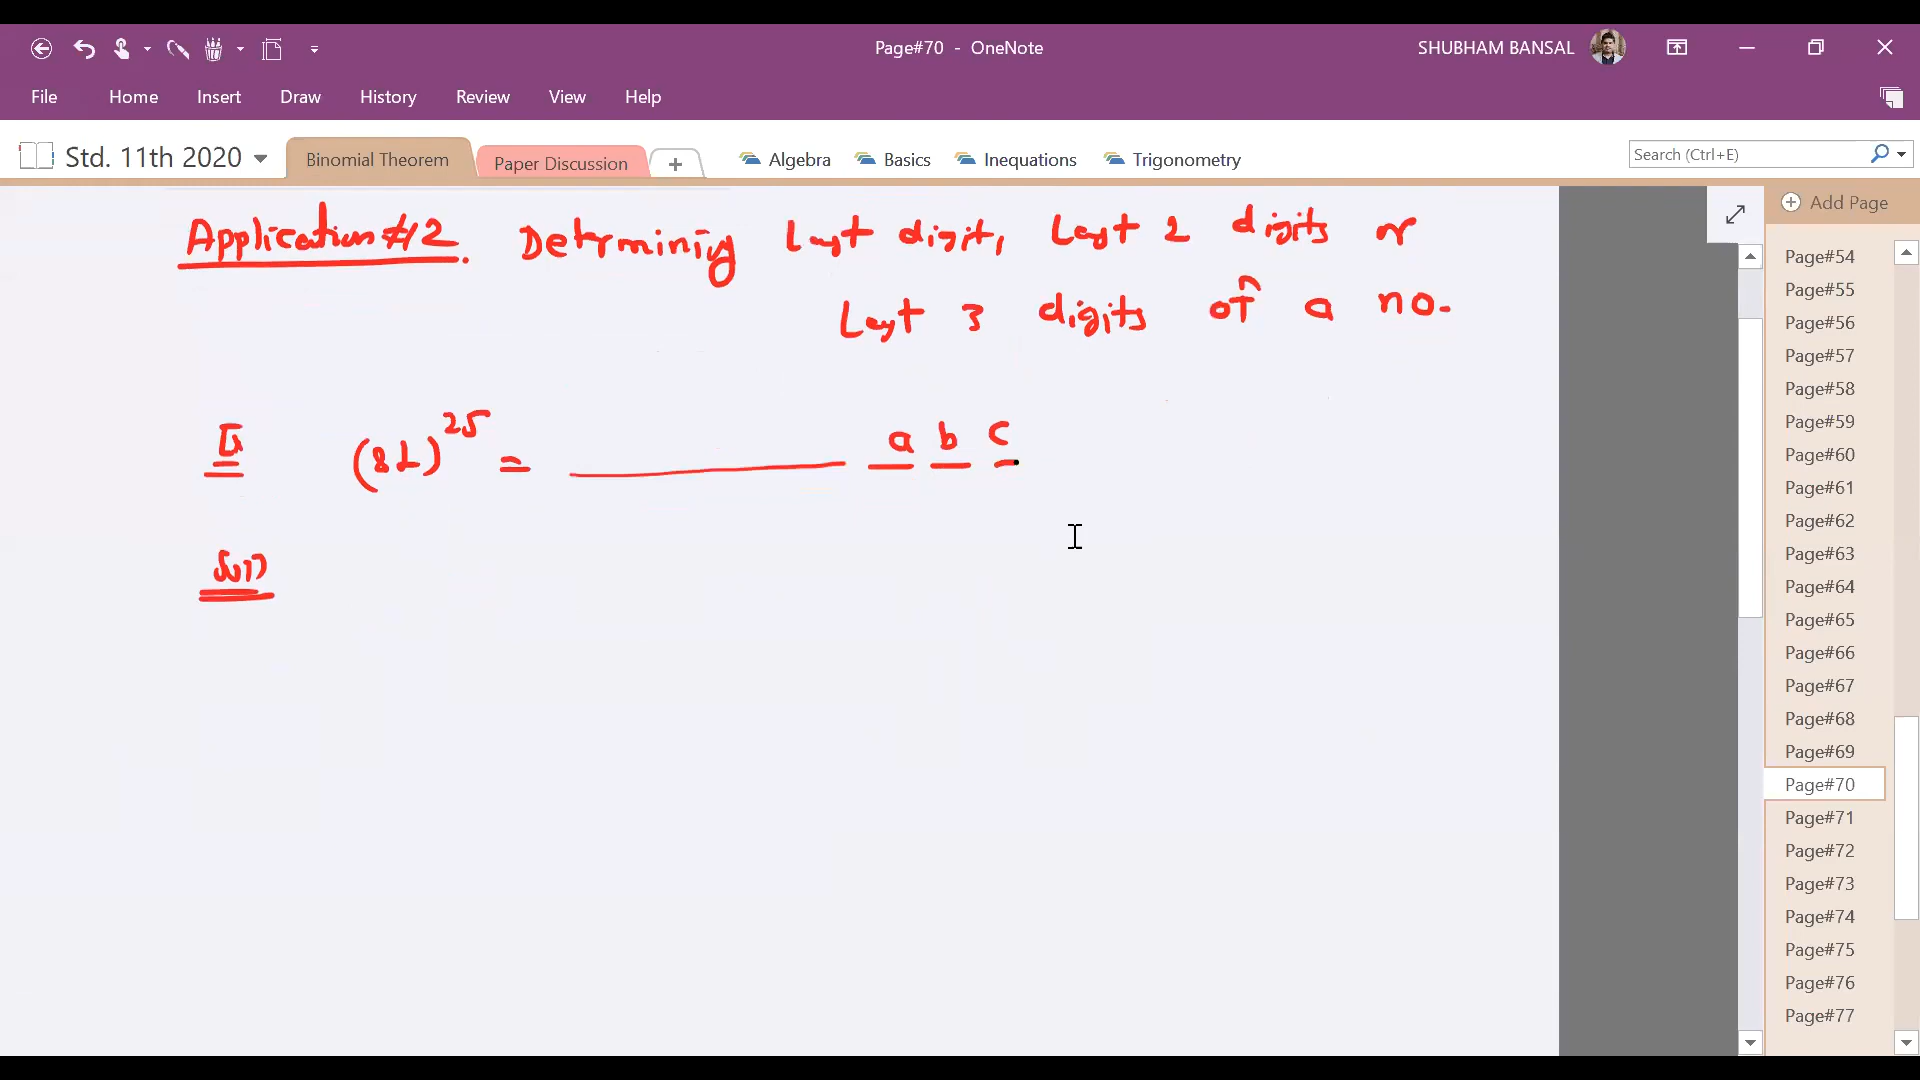 Page#70 - OneNote
SHUBHAM BANSAL
File Home Insert Draw History Review View Help
Std. 11th 2020 Binomial Theorem Paper Discussion + Algebra Basics Inequations Trigonometry Search (Ctrl+E)
Add Page
Application #2. Determining Last digit, Last 2 digits or
Last 3 digits of a no.
(81)^25 = ________ a b c
Soln
Page#54
Page#55
Page#56
Page#57
Page#58
Page#59
Page#60
Page#61
Page#62
Page#63
Page#64
Page#65
Page#66
Page#67
Page#68
Page#69
Page#70
Page#71
Page#72
Page#73
Page#74
Page#75
Page#76
Page#77